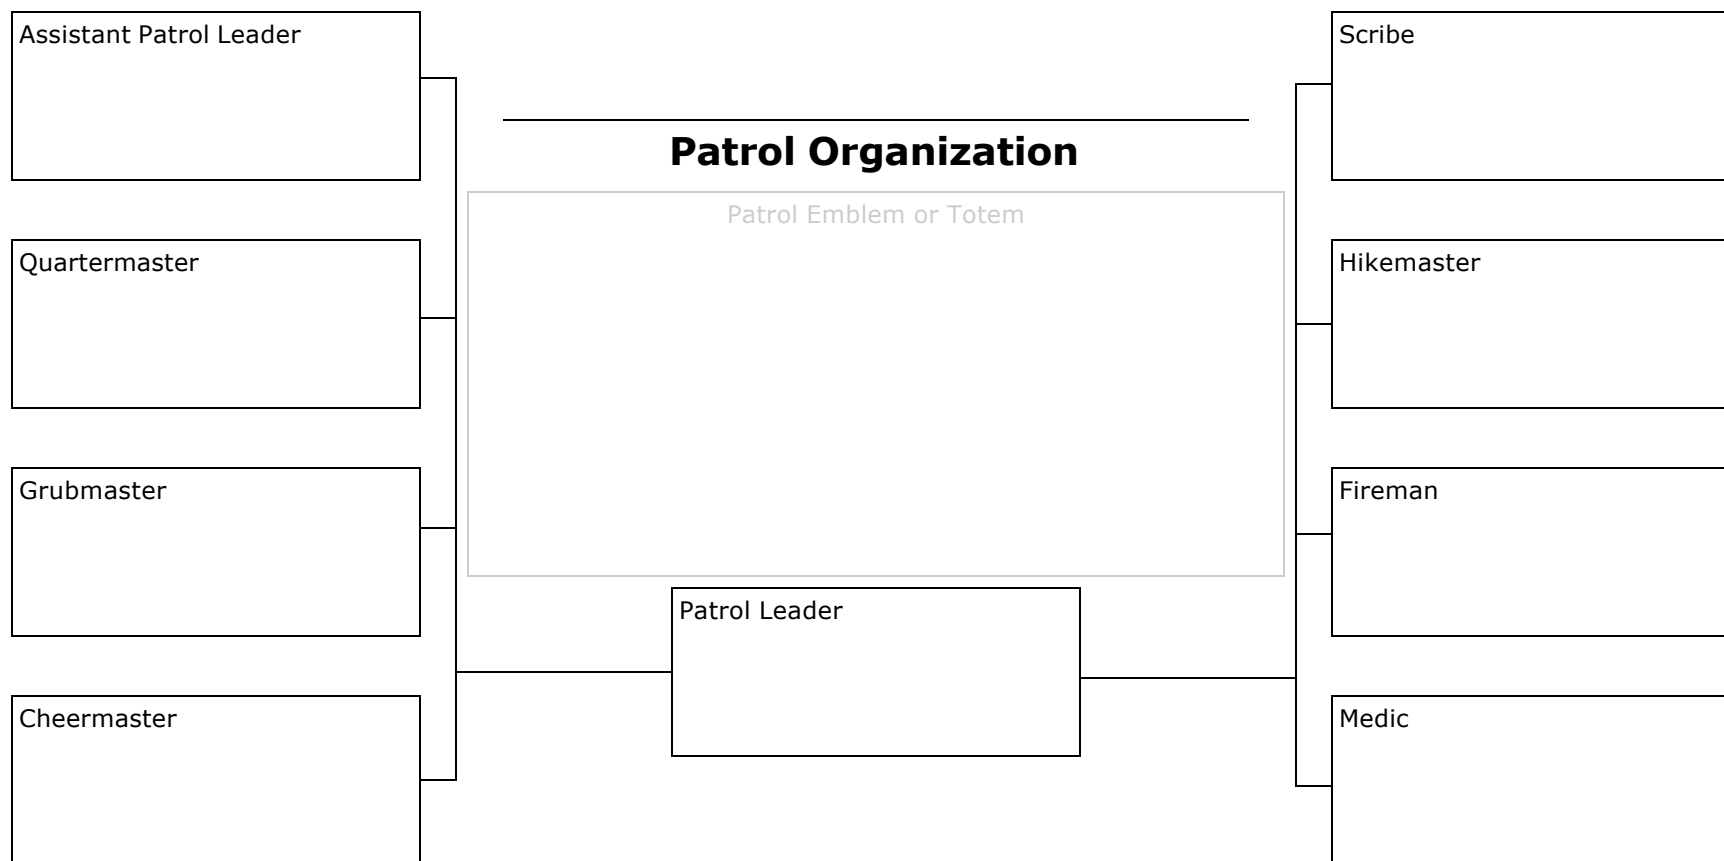 Assistant Patrol Leader
Scribe
Patrol Organization
Patrol Emblem or Totem
Quartermaster
Hikemaster
Grubmaster
Fireman
Patrol Leader
Cheermaster
Medic